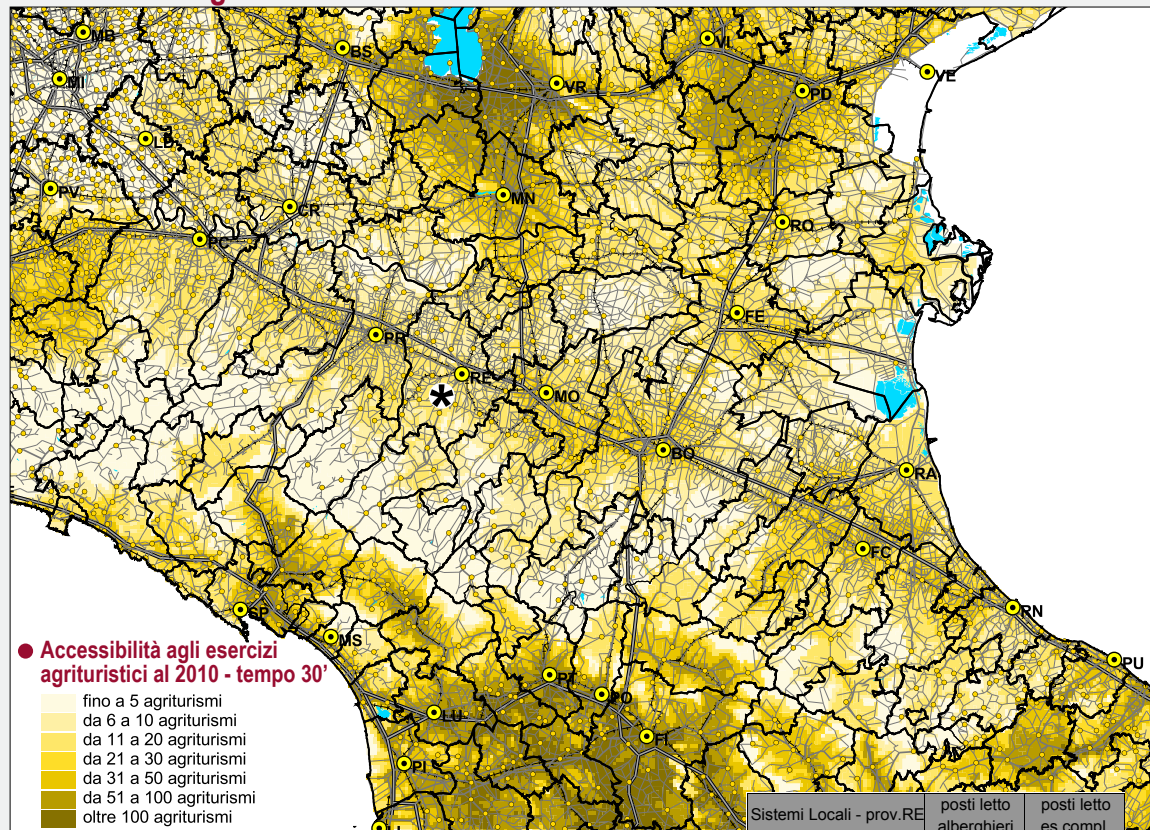 MB
BS
VI
MI
VR
PD
VE
PV
MN
CR
RO
PC
FE
PR
RE
*
MO
BO
RA
FC
SP
RN
MS
PU
● Accessibilità agli esercizi
agrituristici al 2010 - tempo 30'
PT
PO
fino a 5 agriturismi
da 6 a 10 agriturismi
LU
FI
da 11 a 20 agriturismi
da 21 a 30 agriturismi
PI
da 31 a 50 agriturismi
da 51 a 100 agriturismi
oltre 100 agriturismi
Sistemi Locali - prov.RE
posti letto
alberghieri
posti letto
es compl